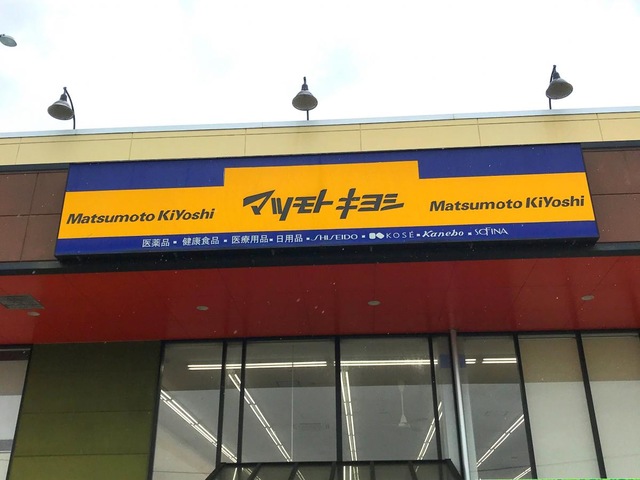 Matsumoto KiYoshi マツモトキヨシ Matsumoto KiYoshi
医薬品 ▪ 健康食品 ▪ 医療用品 ▪ 日用品 ▪ SHISEIDO ▪ KOSÉ ▪ Kanebo ▪ SOFINA